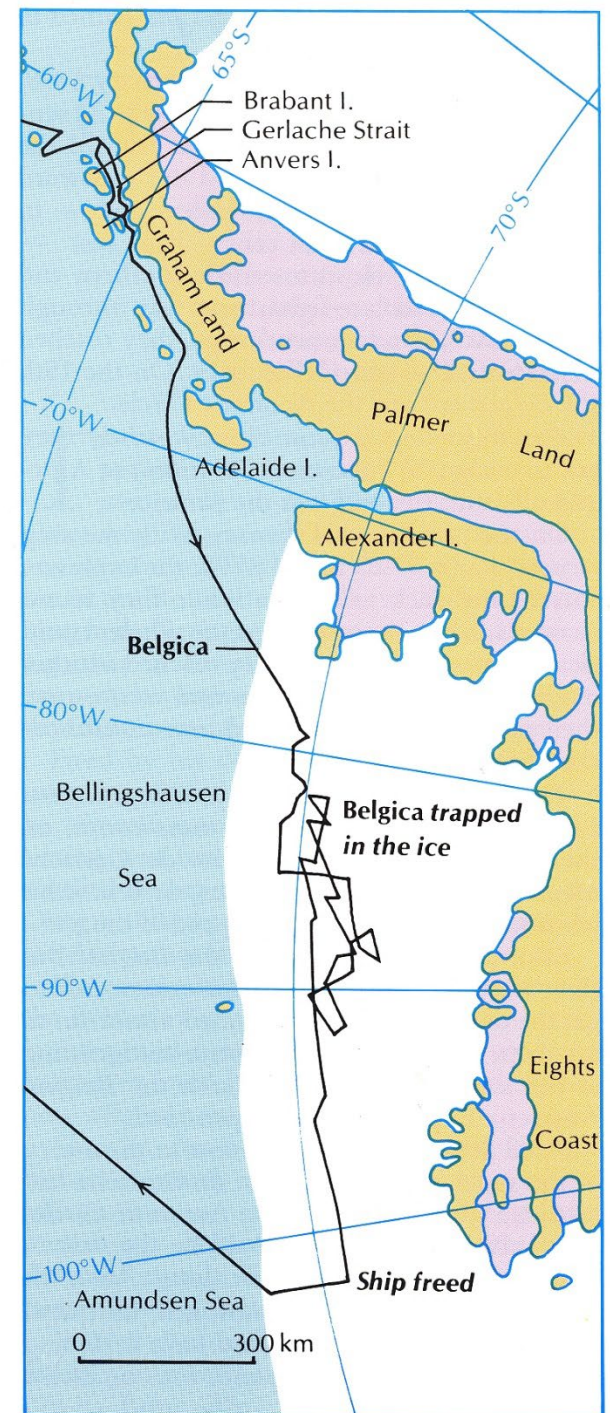 60°W
65°S
Brabant I.
Gerlache Strait
Anvers I.
70°S
Graham Land
70°W
Palmer
Land
Adelaide I.
Alexander I.
Belgica
80°W
Bellingshausen
Sea
Belgica trapped
in the ice
90°W
Eights
Coast
100°W
Ship freed
Amundsen Sea
0 300 km